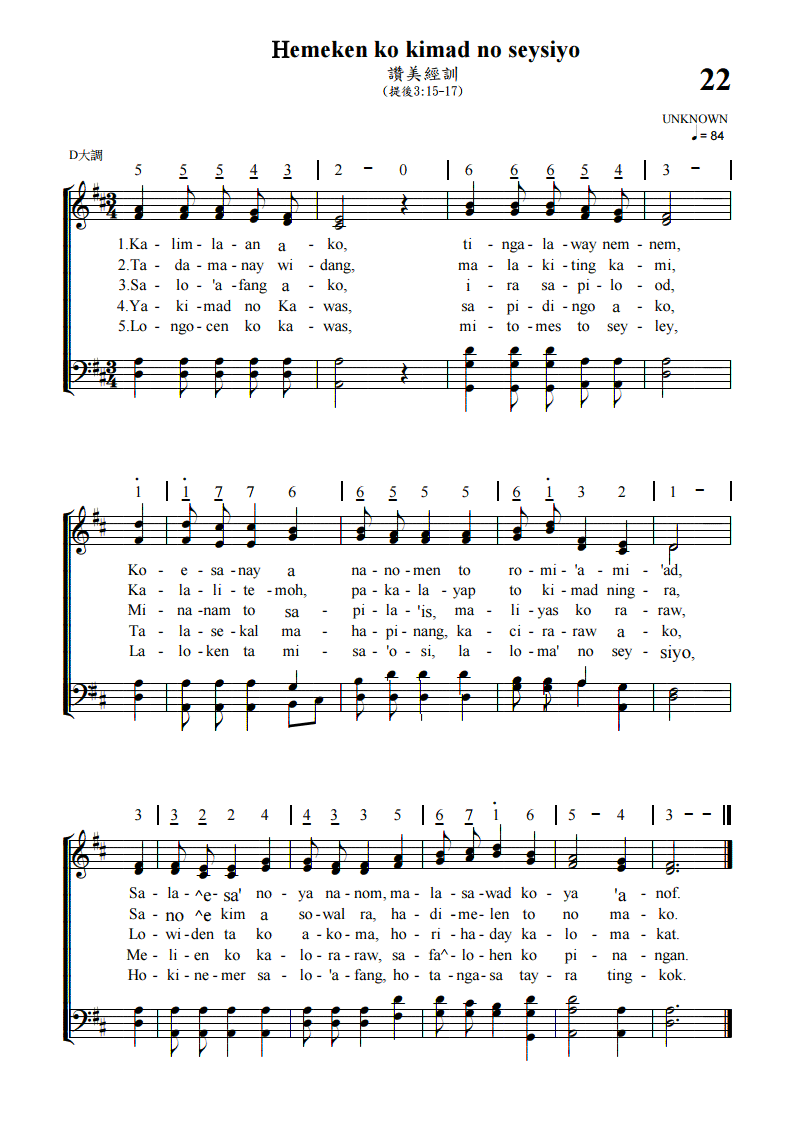 Hemeken ko kimad no seysiyo
讚美經訓
(提後3:15-17)
22
UNKNOWN
♩ = 84
D大調
5 5 5 4 3 | 2 - 0 | 6 6 6 5 4 | 3 - |
1.Ka - lim - la - an a - ko, ti - nga - la - way nem - nem,
2.Ta - da - ma - nay wi - dang, ma - la - ki - ting ka - mi,
3.Sa - lo - 'a - fang a - ko, i - ra sa - pi - lo - od,
4.Ya - ki - mad no Ka - was, sa - pi - di - ngo a - ko,
5.Lo - ngo - cen ko ka - was, mi - to - mes to sey - ley,
1 | 1 7 7 6 | 6 5 5 5 | 6 1 3 2 | 1 - |
Ko - e - sa - nay a na - no - men to ro - mi - 'a - mi - 'ad,
Ka - la - li - te - moh, pa - ka - la - yap to ki - mad ning - ra,
Mi - na - nam to sa - pi - la - 'is, ma - li - yas ko ra - raw,
Ta - la - se - kal ma - ha - pi - nang, ka - ci - ra - raw a - ko,
La - lo - ken ta mi - sa - 'o - si, la - lo - ma' no sey - siyo,
3 | 3 2 2 4 | 4 3 3 5 | 6 7 1 6 | 5 - 4 | 3 - - ||
Sa - la - ^e - sa' no - ya na - nom, ma - la - sa - wad ko - ya 'a - nof.
Sa - no ^e kim a so - wal ra, ha - di - me - len to no ma - ko.
Lo - wi - den ta ko a - ko - ma, ho - ri - ha - day ka - lo - ma - kat.
Me - li - en ko ka - lo - ra - raw, sa - fa^ - lo - hen ko pi - na - ngan.
Ho - ki - ne - mer sa - lo - 'a - fang, ho - ta - nga - sa tay - ra ting - kok.